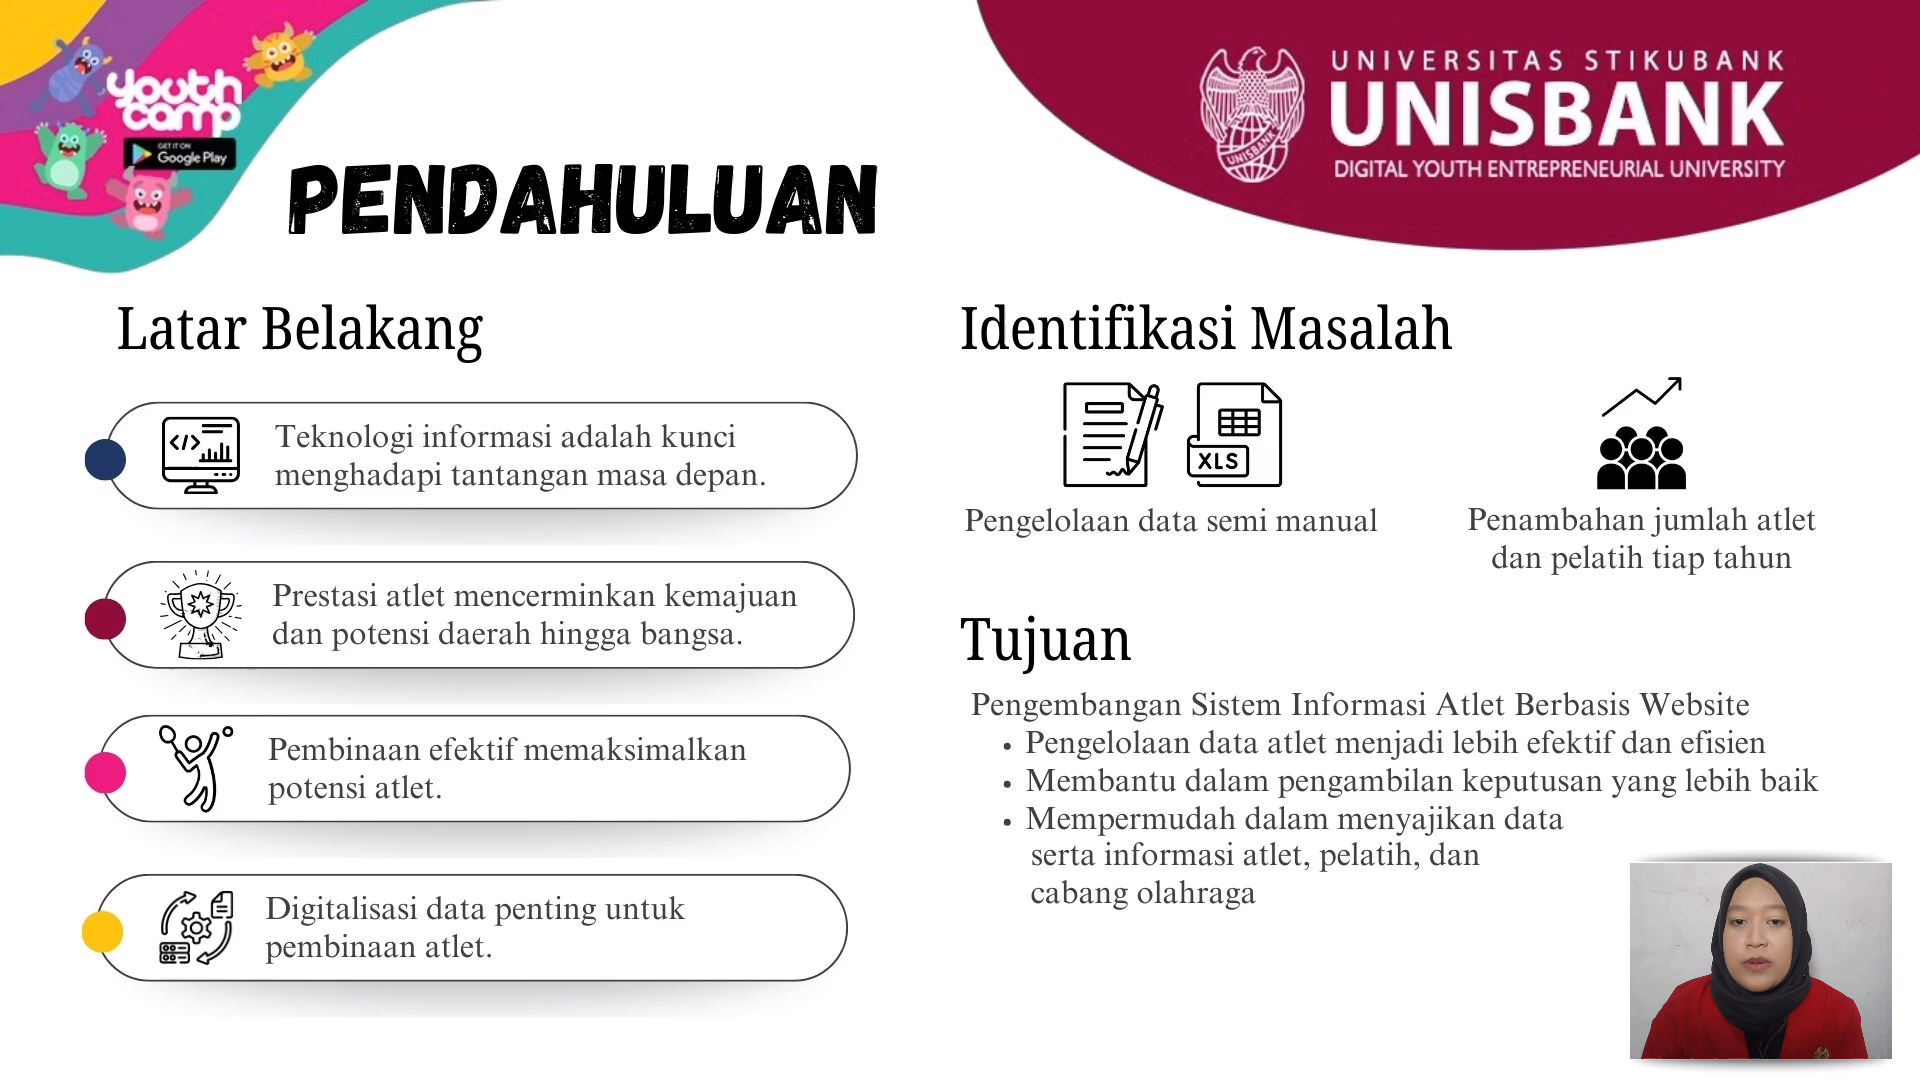 youth
camp
GET IT ON
Google Play
UNIVERSITAS STIKUBANK
UNISBANK
DIGITAL YOUTH ENTREPRENEURIAL UNIVERSITY
UNISBANK
PENDAHULUAN
Latar Belakang
</>
Teknologi informasi adalah kunci
menghadapi tantangan masa depan.
Prestasi atlet mencerminkan kemajuan
dan potensi daerah hingga bangsa.
Pembinaan efektif memaksimalkan
potensi atlet.
Digitalisasi data penting untuk
pembinaan atlet.
Identifikasi Masalah
XLS
Pengelolaan data semi manual
Penambahan jumlah atlet
dan pelatih tiap tahun
Tujuan
Pengembangan Sistem Informasi Atlet Berbasis Website
• Pengelolaan data atlet menjadi lebih efektif dan efisien
• Membantu dalam pengambilan keputusan yang lebih baik
• Mempermudah dalam menyajikan data
serta informasi atlet, pelatih, dan
cabang olahraga